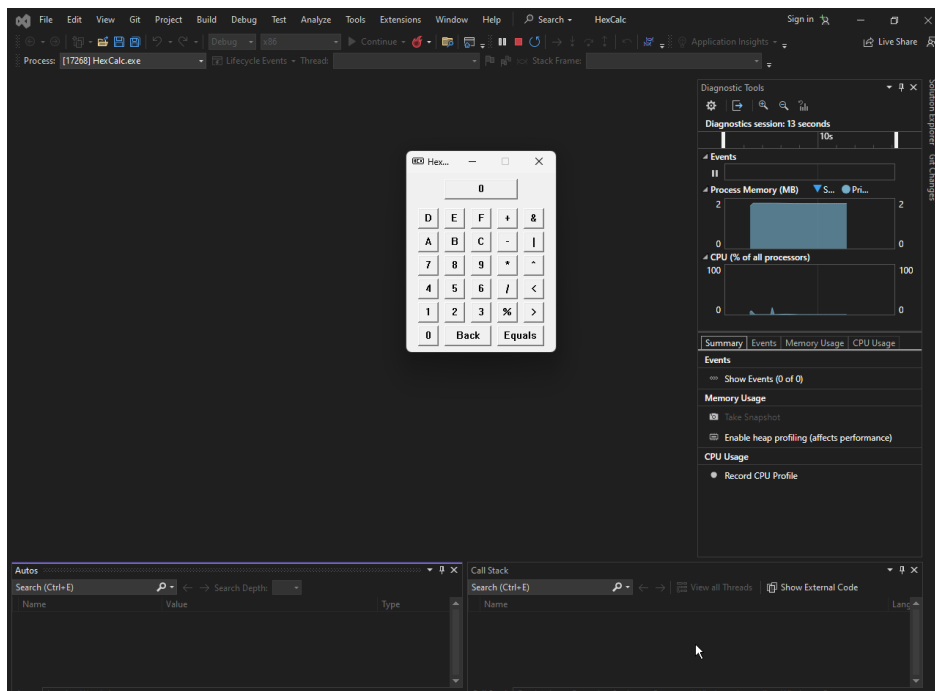 File Edit View Git Project Build Debug Test Analyze Tools Extensions Window Help Search HexCalc Sign in
Debug x86 Continue Application Insights Live Share
Process: [17268] HexCalc.exe Lifecycle Events Thread: Stack Frame:
Diagnostic Tools
Diagnostics session: 13 seconds
10s
Events
Process Memory (MB) S... Pri...
2 2
0 0
CPU (% of all processors)
100 100
0 0
Summary Events Memory Usage CPU Usage
Events
Show Events (0 of 0)
Memory Usage
Take Snapshot
Enable heap profiling (affects performance)
CPU Usage
Record CPU Profile
Solution Explorer
Git Changes
Hex...
0
D E F + &
A B C - |
7 8 9 * ^
4 5 6 / <
1 2 3 % >
0 Back Equals
Autos
Search (Ctrl+E) Search Depth:
Name Value Type
Call Stack
Search (Ctrl+E) View all Threads Show External Code
Name Lang